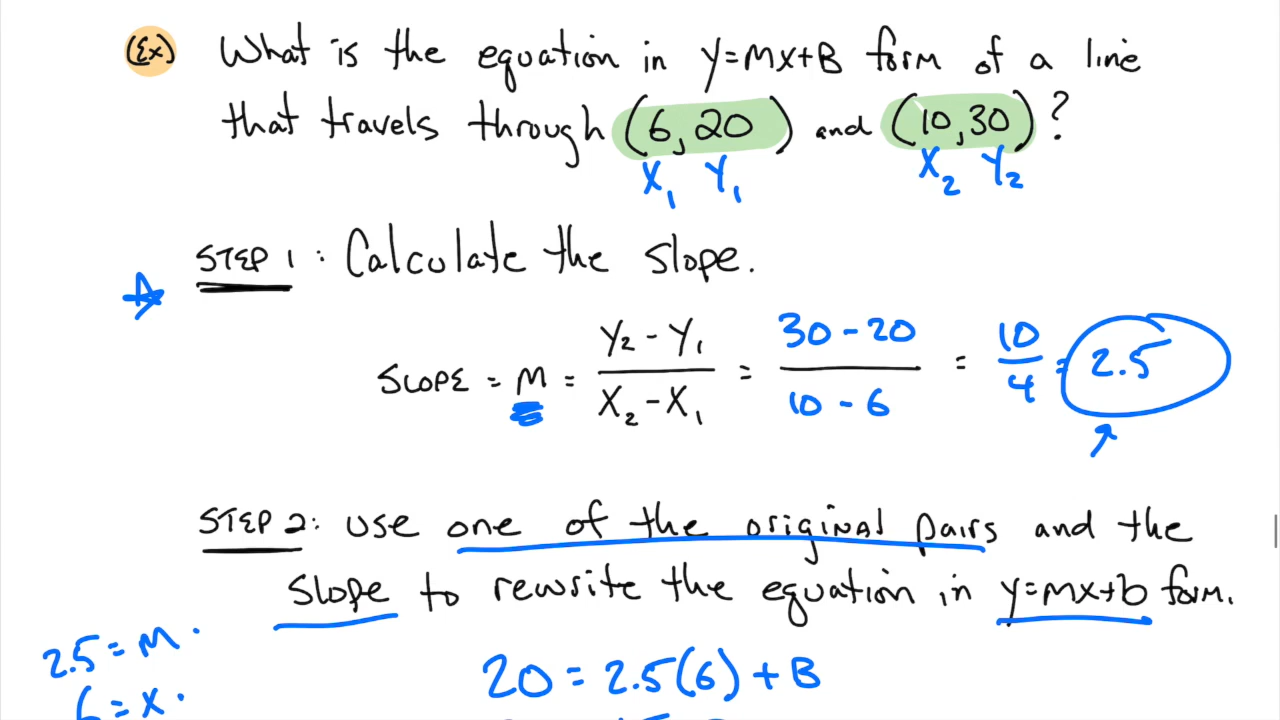 (Ex) What is the equation in y=mx+B form of a line
that travels through (6,20) and (10,30)?
X₁ Y₁ X₂ Y₂
STEP 1: Calculate the slope.
SLOPE = M = Y₂ - Y₁ / X₂ - X₁ = 30 - 20 / 10 - 6 = 10/4 = 2.5
STEP 2: Use one of the original pairs and the
slope to rewrite the equation in y=mx+b form.
2.5 = M.
6 = X.
20 = 2.5(6) + B